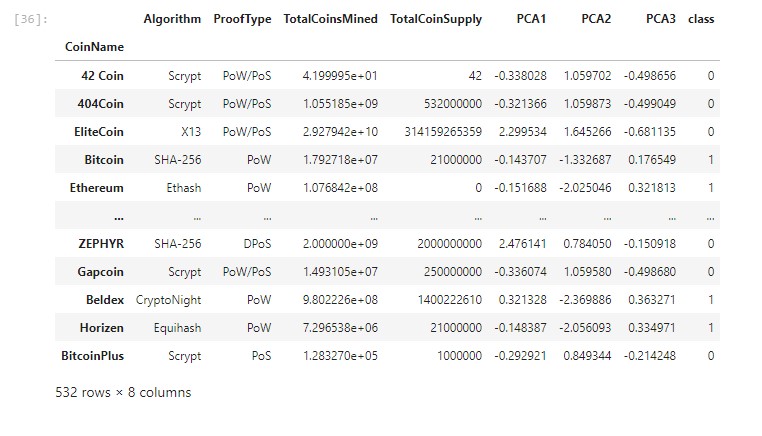 [36]:
Algorithm ProofType TotalCoinsMined TotalCoinSupply PCA1 PCA2 PCA3 class
CoinName
42 Coin Scrypt PoW/PoS 4.199995e+01 42 -0.338028 1.059702 -0.498656 0
404Coin Scrypt PoW/PoS 1.055185e+09 532000000 -0.321366 1.059873 -0.499049 0
EliteCoin X13 PoW/PoS 2.927942e+10 314159265359 2.299534 1.645266 -0.681135 0
Bitcoin SHA-256 PoW 1.792718e+07 21000000 -0.143707 -1.332687 0.176549 1
Ethereum Ethash PoW 1.076842e+08 0 -0.151688 -2.025046 0.321813 1
... ... ... ... ... ... ... ... ...
ZEPHYR SHA-256 DPoS 2.000000e+09 2000000000 2.476141 0.784050 -0.150918 0
Gapcoin Scrypt PoW/PoS 1.493105e+07 250000000 -0.336074 1.059580 -0.498680 0
Beldex CryptoNight PoW 9.802226e+08 1400222610 0.321328 -2.369886 0.363271 1
Horizen Equihash PoW 7.296538e+06 21000000 -0.148387 -2.056093 0.334971 1
BitcoinPlus Scrypt PoS 1.283270e+05 1000000 -0.292921 0.849344 -0.214248 0
532 rows × 8 columns